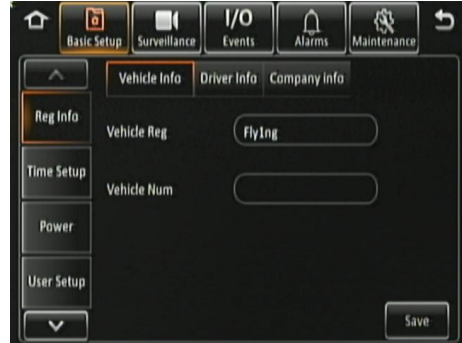 Basic Setup
Surveillance
I/O
Events
Alarms
Maintenance
Vehicle Info
Driver Info
Company info
Reg Info
Vehicle Reg
Fly1ng
Time Setup
Vehicle Num
Power
User Setup
Save